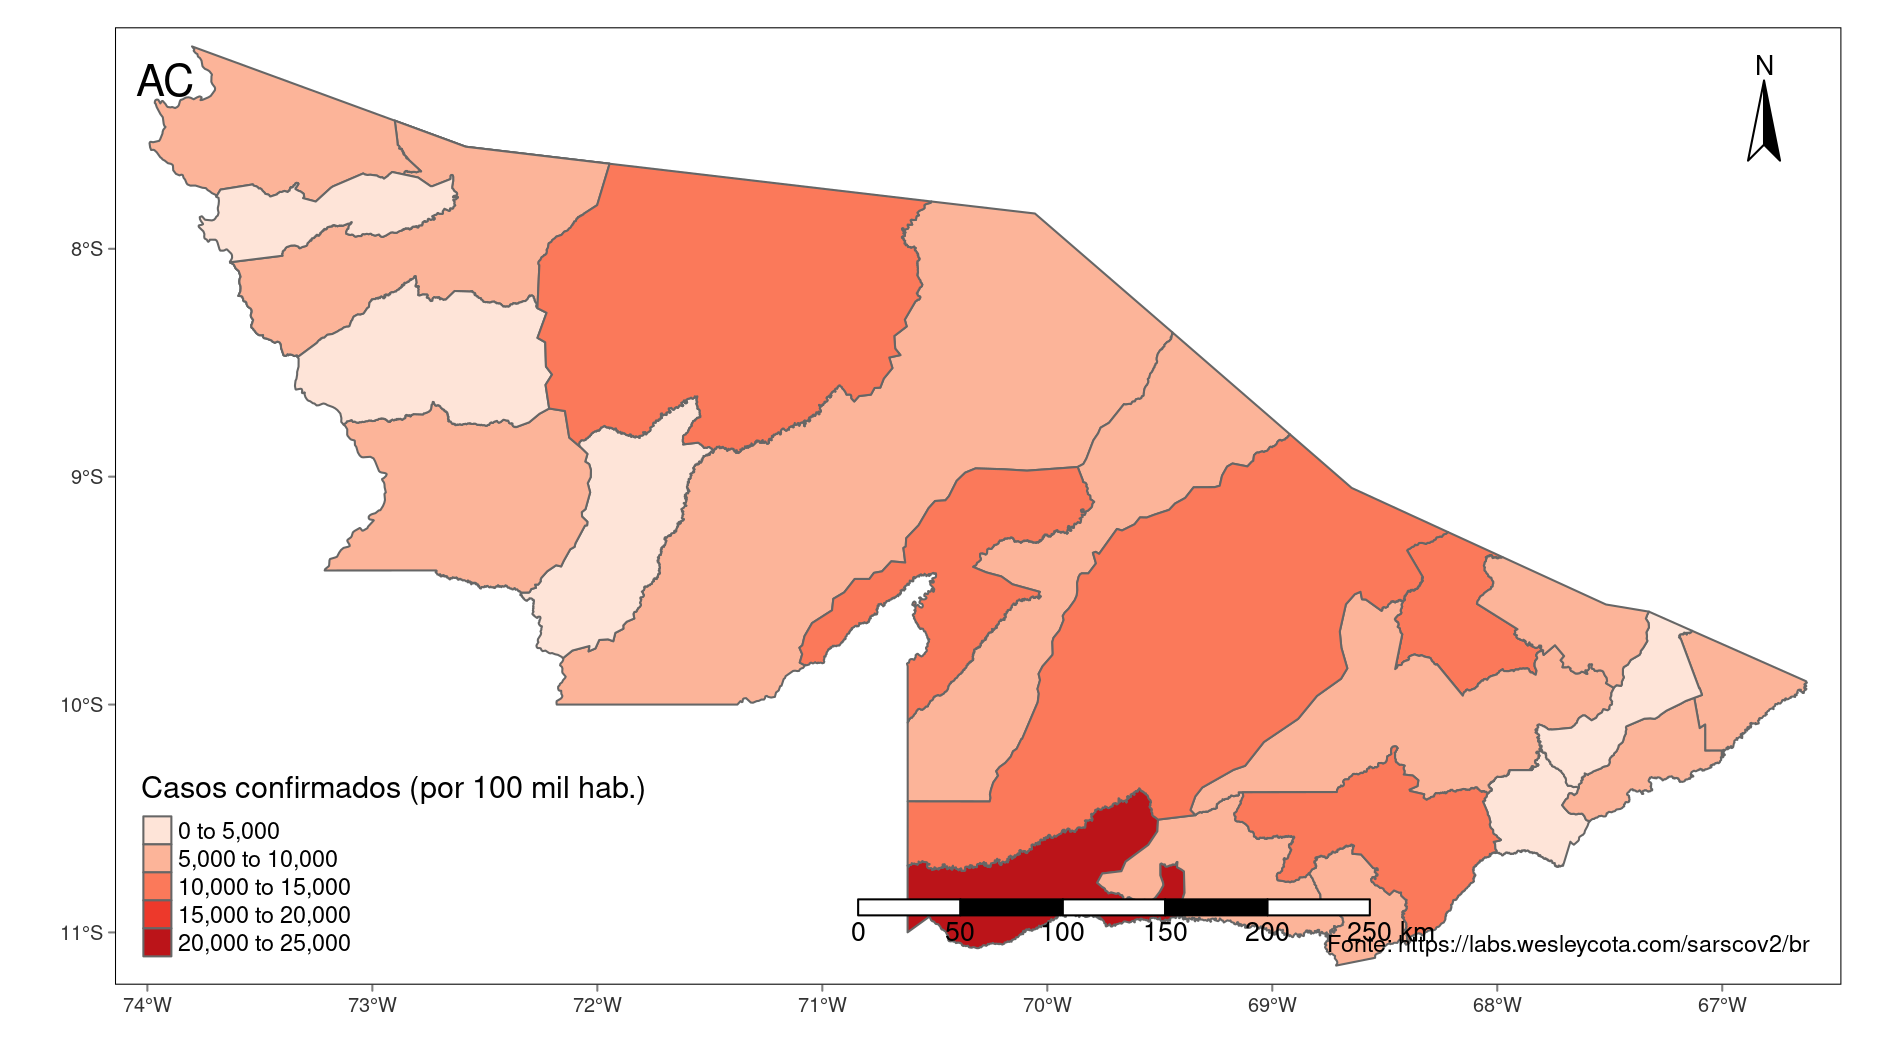 AC
N
8°S
9°S
10°S
11°S
Casos confirmados (por 100 mil hab.)
0 to 5,000
5,000 to 10,000
10,000 to 15,000
15,000 to 20,000
20,000 to 25,000
0 50 100 150 200 250 km
Fonte: https://labs.wesleycota.com/sarscov2/br
74°W 73°W 72°W 71°W 70°W 69°W 68°W 67°W